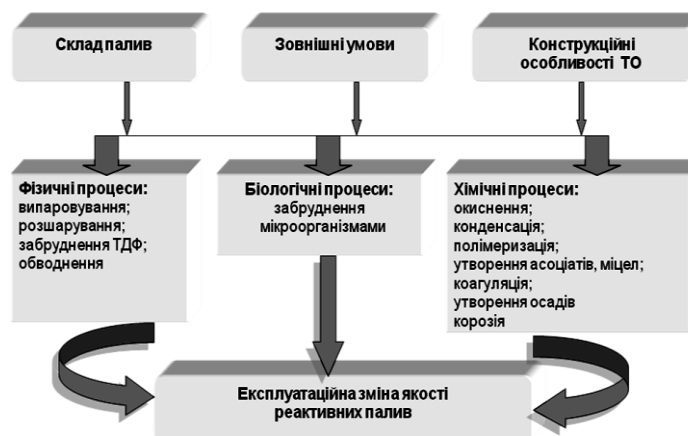 Склад палив
Зовнішні умови
Конструкційні
особливості ТО
Фізичні процеси:
випаровування;
розшарування;
забруднення ТДФ;
обводнення
Біологічні процеси:
забруднення
мікроорганізмами
Хімічні процеси:
окиснення;
конденсація;
полімеризація;
утворення асоціатів, міцел;
коагуляція;
утворення осадів
корозія
Експлуатаційна зміна якості
реактивних палив